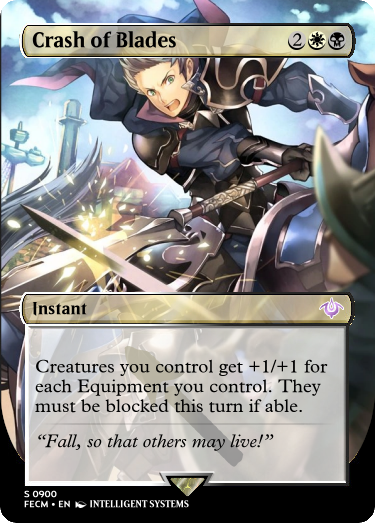 Crash of Blades 2
Instant
Creatures you control get +1/+1 for
each Equipment you control. They
must be blocked this turn if able.
“Fall, so that others may live!”
S 0900
FECM • EN INTELLIGENT SYSTEMS